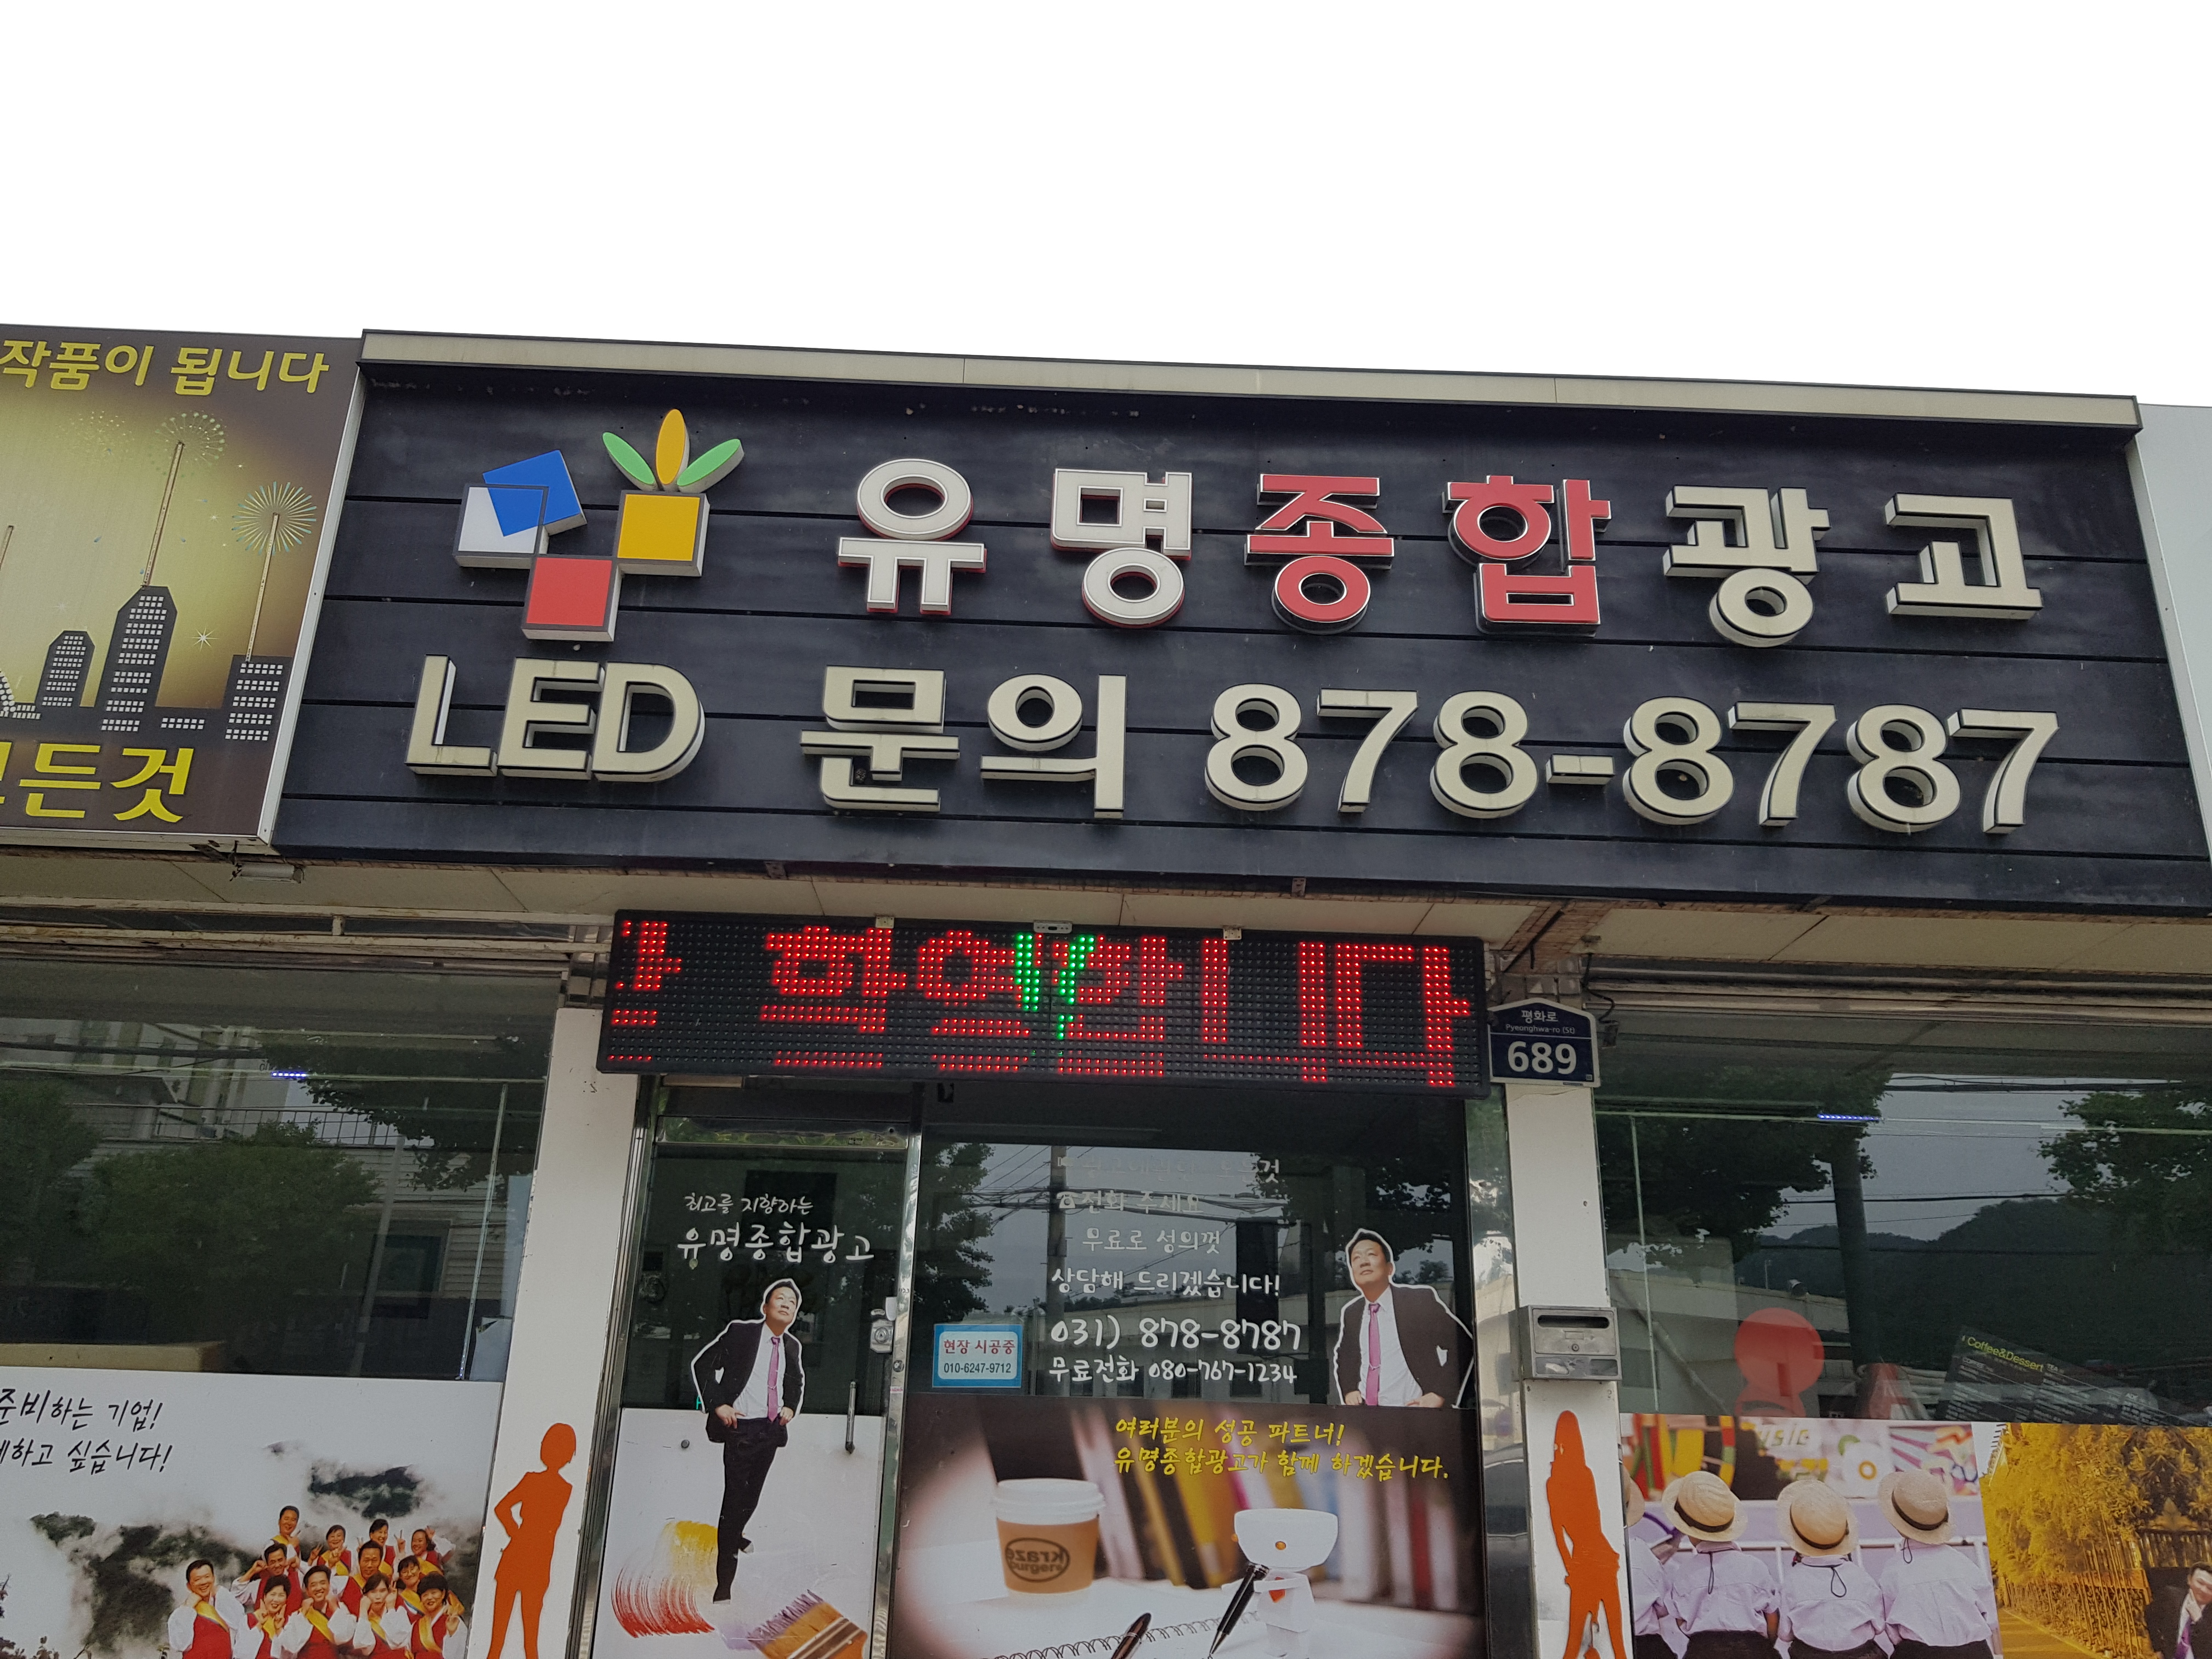 작품이 됩니다
든것
유명종합광고
LED 문의 878-8787
평화로
Pyeonghwa-ro (St)
689
최고를 지향하는
유명종합광고
전화 주세요
무료로 성의껏
상담해 드리겠습니다!
031) 878-8787
무료전화 080-767-1234
현장 시공중
010-6247-9712
여러분의 성공 파트너!
유명종합광고가 함께 하겠습니다.
준비하는 기업!
하고 싶습니다!
Coffee&Dessert
kraze
burger